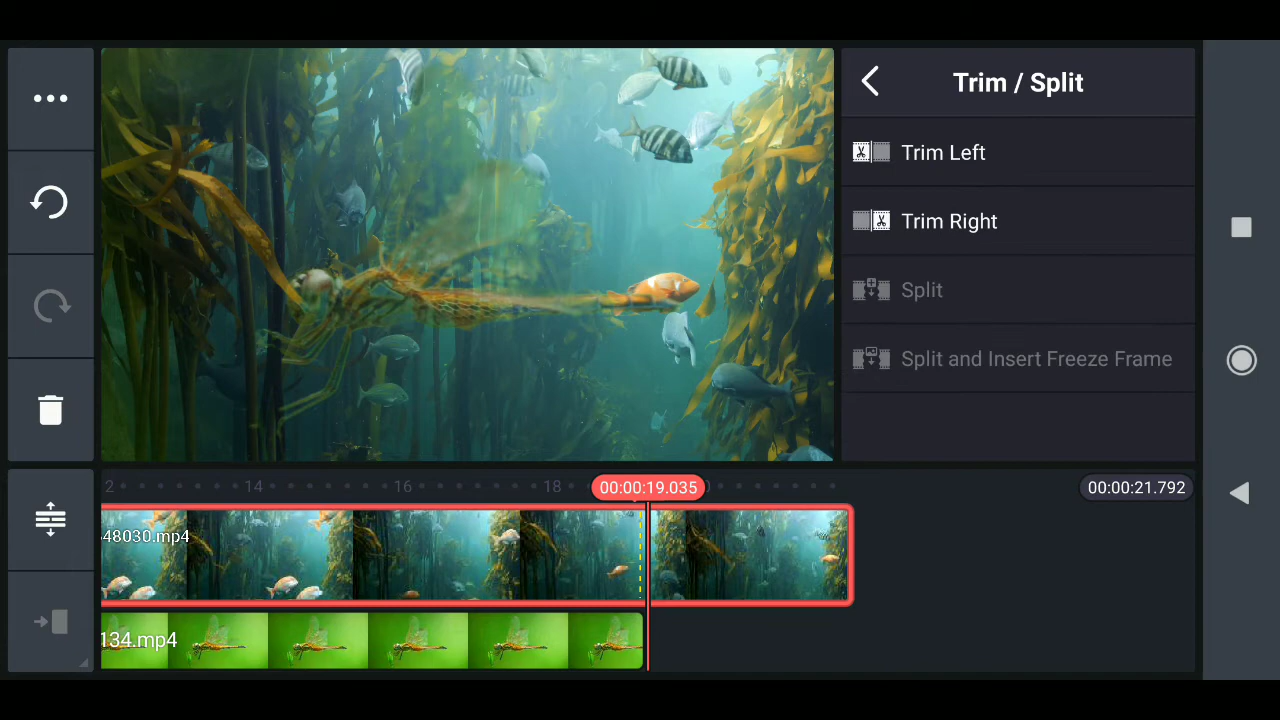 Trim / Split
Trim Left
Trim Right
Split
Split and Insert Freeze Frame
2 14 16 18 00:00:19.035 00:00:21.792
48030.mp4
134.mp4